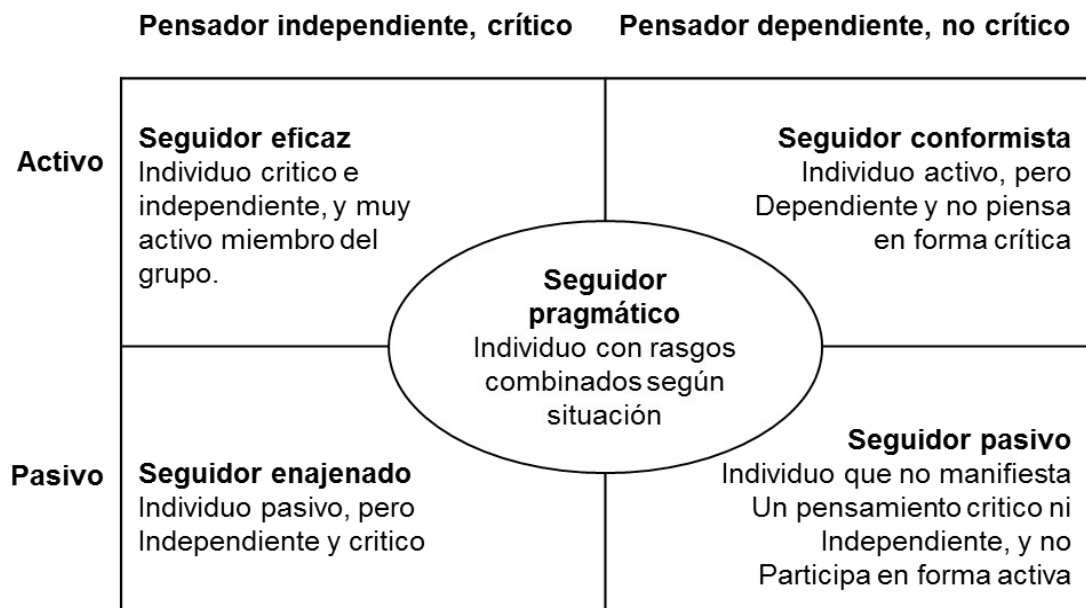 Pensador independiente, crítico
Pensador dependiente, no crítico
Activo
Seguidor eficaz
Individuo critico e
independiente, y muy
activo miembro del
grupo.
Seguidor conformista
Individuo activo, pero
Dependiente y no piensa
en forma crítica
Seguidor
pragmático
Individuo con rasgos
combinados según
situación
Pasivo
Seguidor enajenado
Individuo pasivo, pero
Independiente y critico
Seguidor pasivo
Individuo que no manifiesta
Un pensamiento critico ni
Independiente, y no
Participa en forma activa